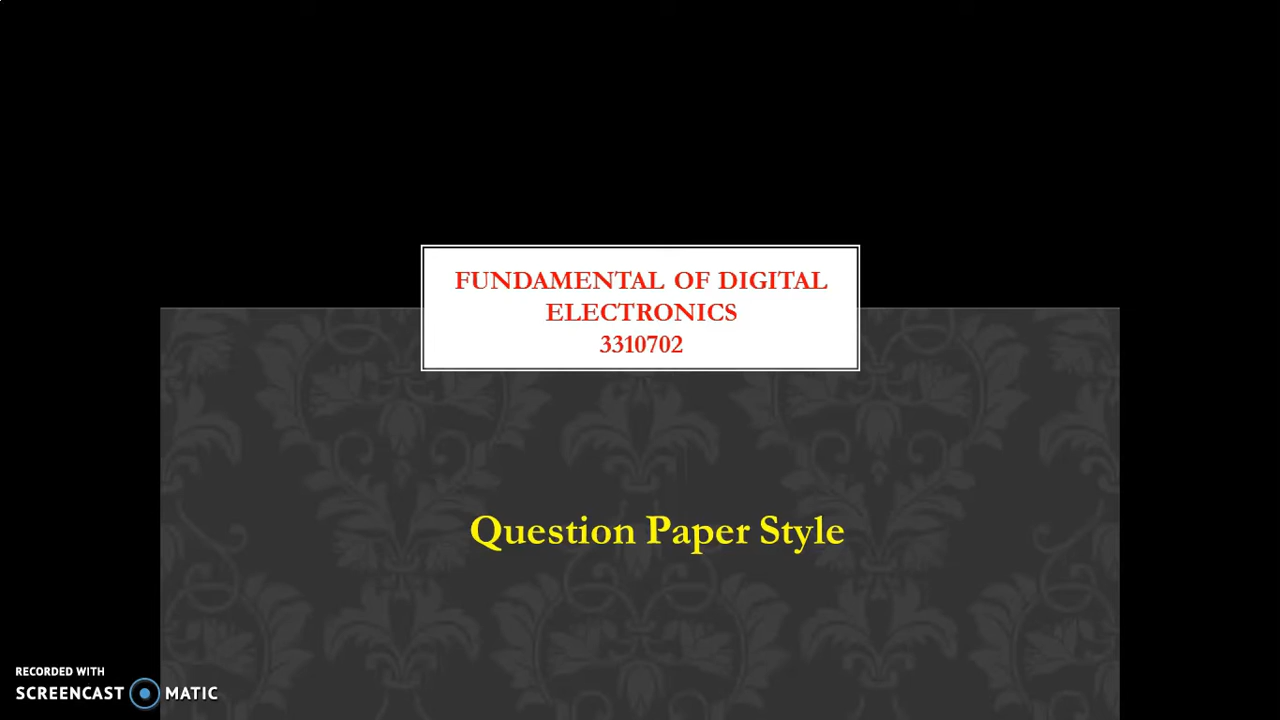 FUNDAMENTAL OF DIGITAL
ELECTRONICS
3310702
Question Paper Style
RECORDED WITH
SCREENCAST MATIC